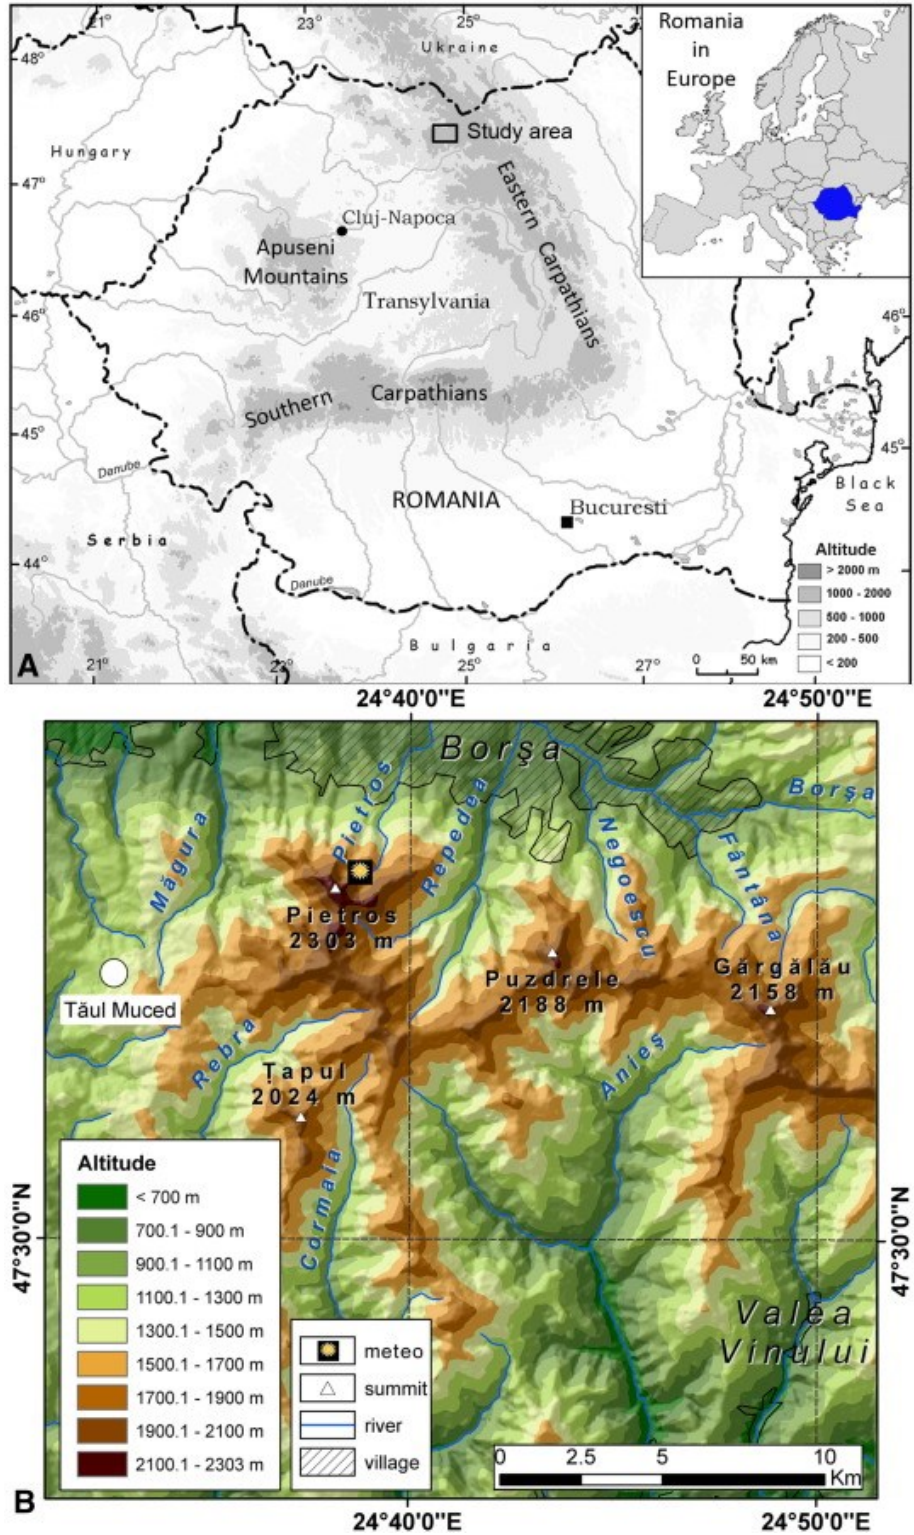 21°
23°
25°
Ukraine
Romania
in
Europe
48°
Study area
Hungary
47°
Eastern Carpathians
Cluj-Napoca
Apuseni
Mountains
Transylvania
46°
46°
Southern Carpathians
45°
45°
Danube
Black
Sea
ROMANIA
Bucuresti
Serbia
Altitude
> 2000 m
1000 - 2000
500 - 1000
200 - 500
< 200
44°
Danube
Bulgaria
0 50 km
A
21°
23°
25°
27°
24°40'0"E
24°50'0"E
Borşa
Borşa
Pietros
Repedea
Măgura
Negoescu
Fântâna
Pietros
2303 m
Puzdrele
2188 m
Gărgălău
2158 m
Tăul Muced
Rebra
Anieş
Țapul
2024 m
Cormaia
47°30'0"N
47°30'0"N
Altitude
< 700 m
700.1 - 900 m
900.1 - 1100 m
1100.1 - 1300 m
1300.1 - 1500 m
1500.1 - 1700 m
1700.1 - 1900 m
1900.1 - 2100 m
2100.1 - 2303 m
meteo
summit
river
village
Valea
Vinului
0 2.5 5 10
Km
B
24°40'0"E
24°50'0"E